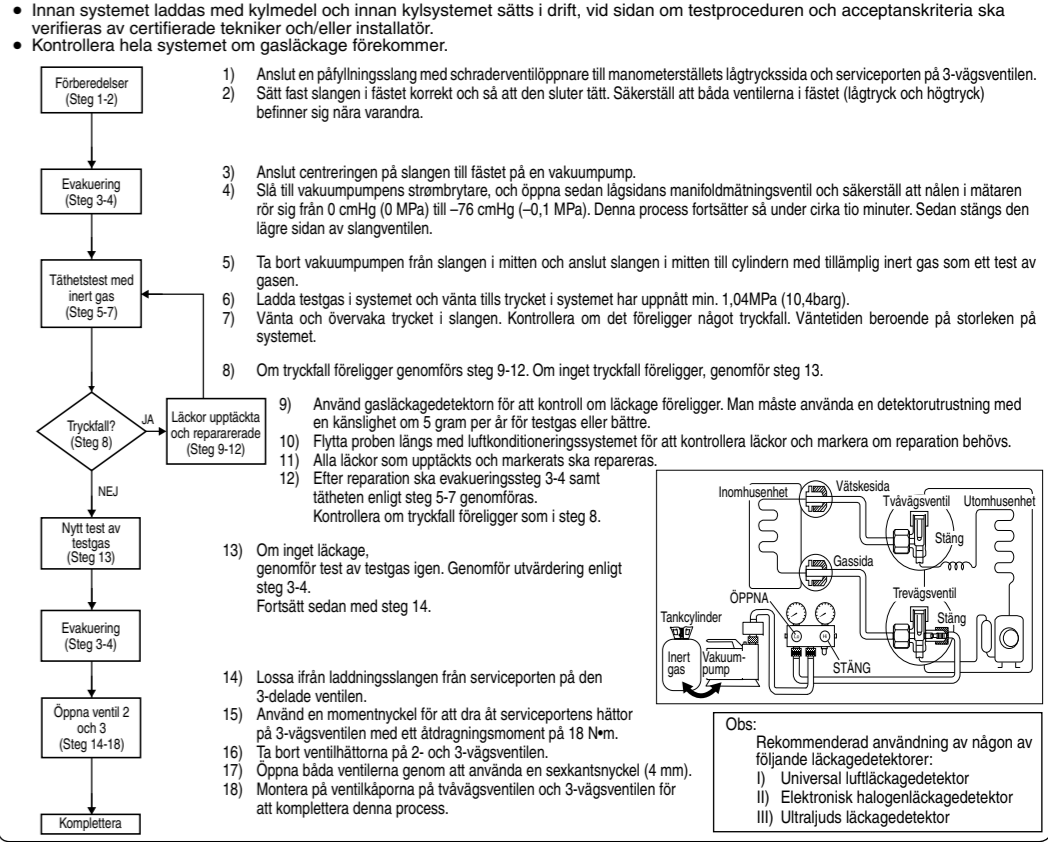 • Innan systemet laddas med kylmedel och innan kylsystemet sätts i drift, vid sidan om testproceduren och acceptanskriteria ska
verifieras av certifierade tekniker och/eller installatör.
• Kontrollera hela systemet om gasläckage förekommer.
Förberedelser
(Steg 1-2)
1) Anslut en påfyllningsslang med schraderventilöppnare till manometerställets lågtryckssida och serviceporten på 3-vägsventilen.
2) Sätt fast slangen i fästet korrekt och så att den sluter tätt. Säkerställ att båda ventilerna i fästet (lågtryck och högtryck)
befinner sig nära varandra.
Evakuering
(Steg 3-4)
3) Anslut centreringen på slangen till fästet på en vakuumpump.
4) Slå till vakuumpumpens strømbrytare, och öppna sedan lågsidans manifoldmätningsventil och säkerställ att nålen i mätaren
rör sig från 0 cmHg (0 MPa) till –76 cmHg (–0,1 MPa). Denna process fortsätter så under cirka tio minuter. Sedan stängs den
lägre sidan av slangventilen.
Täthetstest med
inert gas
(Steg 5-7)
5) Ta bort vakuumpumpen från slangen i mitten och anslut slangen i mitten till cylindern med tillämplig inert gas som ett test av
gasen.
6) Ladda testgas i systemet och vänta tills trycket i systemet har uppnått min. 1,04MPa (10,4barg).
7) Vänta och övervaka trycket i slangen. Kontrollera om det föreligger något tryckfall. Väntetiden beroende på storleken på
systemet.
8) Om tryckfall föreligger genomförs steg 9-12. Om inget tryckfall föreligger, genomför steg 13.
Tryckfall?
(Steg 8)
JA
NEJ
Läckor upptäckta
och repararerade
(Steg 9-12)
9) Använd gasläckagedetektorn för att kontroll om läckage föreligger. Man måste använda en detektorutrustning med
en känslighet om 5 gram per år för testgas eller bättre.
10) Flytta proben längs med luftkonditioneringssystemet för att kontrollera läckor och markera om reparation behövs.
11) Alla läckor som upptäckts och markerats ska repareras.
12) Efter reparation ska evakueringssteg 3-4 samt
tätheten enligt steg 5-7 genomföras.
Kontrollera om tryckfall föreligger som i steg 8.
Nytt test av
testgas
(Steg 13)
13) Om inget läckage,
genomför test av testgas igen. Genomför utvärdering enligt
steg 3-4.
Fortsätt sedan med steg 14.
Evakuering
(Steg 3-4)
Öppna ventil 2
och 3
(Steg 14-18)
14) Lossa ifrån laddningsslangen från serviceporten på den
3-delade ventilen.
15) Använd en momentnyckel för att dra åt serviceportens hättor
på 3-vägsventilen med ett åtdragningsmoment på 18 N•m.
16) Ta bort ventilhättorna på 2- och 3-vägsventilen.
17) Öppna båda ventilerna genom att använda en sexkantsnyckel (4 mm).
18) Montera på ventilkåporna på tvåvägsventilen och 3-vägsventilen för
att komplettera denna process.
Komplettera
Inomhusenhet
Vätskesida
Tvåvägsventil
Utomhusenhet
Stäng
Gassida
Trevägsventil
Stäng
ÖPPNA
Tankcylinder
Inert
gas
Vakuum-
pump
LO
HI
STÄNG
Obs:
Rekommenderad användning av någon av
följande läckagedetektorer:
I) Universal luftläckagedetektor
II) Elektronisk halogenläckagedetektor
III) Ultraljuds läckagedetektor